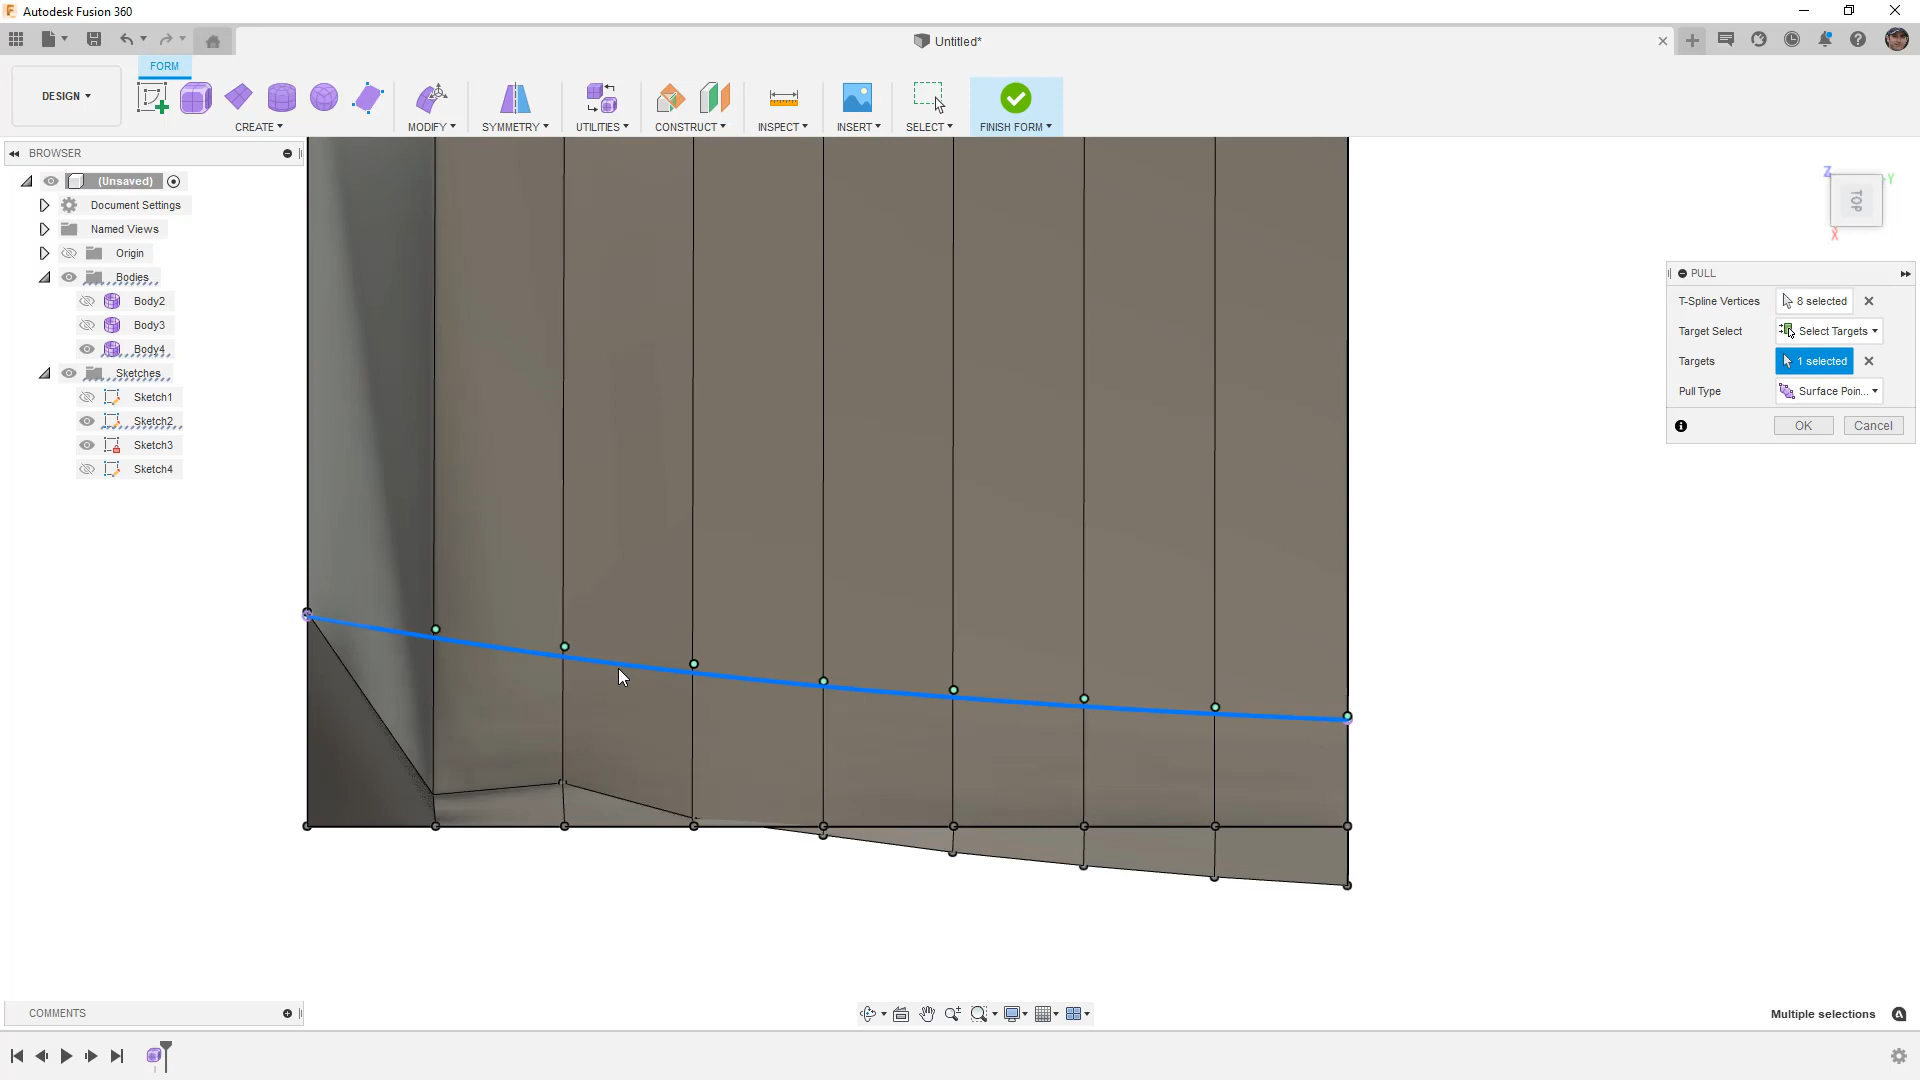 Autodesk Fusion 360
Untitled*
FORM
DESIGN
CREATE
MODIFY
SYMMETRY
UTILITIES
CONSTRUCT
INSPECT
INSERT
SELECT
FINISH FORM
BROWSER
(Unsaved)
Document Settings
Named Views
Origin
Bodies
Body2
Body3
Body4
Sketches
Sketch1
Sketch2
Sketch3
Sketch4
Z
Y
TOP
X
PULL
T-Spline Vertices
8 selected
Target Select
Select Targets
Targets
1 selected
Pull Type
Surface Poin...
OK
Cancel
COMMENTS
Multiple selections